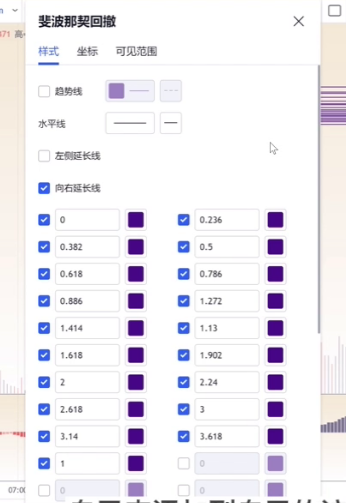 871 高
斐波那契回撤
样式 坐标 可见范围
趋势线
水平线
左侧延长线
向右延长线
0 0.236
0.382 0.5
0.618 0.786
0.886 1.272
1.414 1.13
1.618 1.902
2 2.24
2.618 3
3.14 3.618
1 0
0 0
07:00